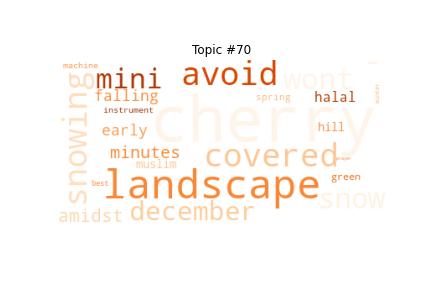 Topic #70
machine
mini
avoid
wont
snowing
falling
spring
halal
instrument
cherry
early
hill
minutes
covered
muslim
best
landscape
green
snow
amidst
december